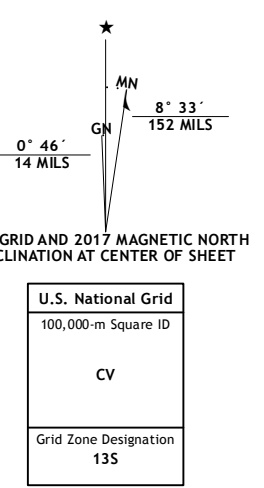 ★
MN
GN
8° 33´
152 MILS
0° 46´
14 MILS
GRID AND 2017 MAGNETIC NORTH
CLINATION AT CENTER OF SHEET
U.S. National Grid
100,000-m Square ID
CV
Grid Zone Designation
13S